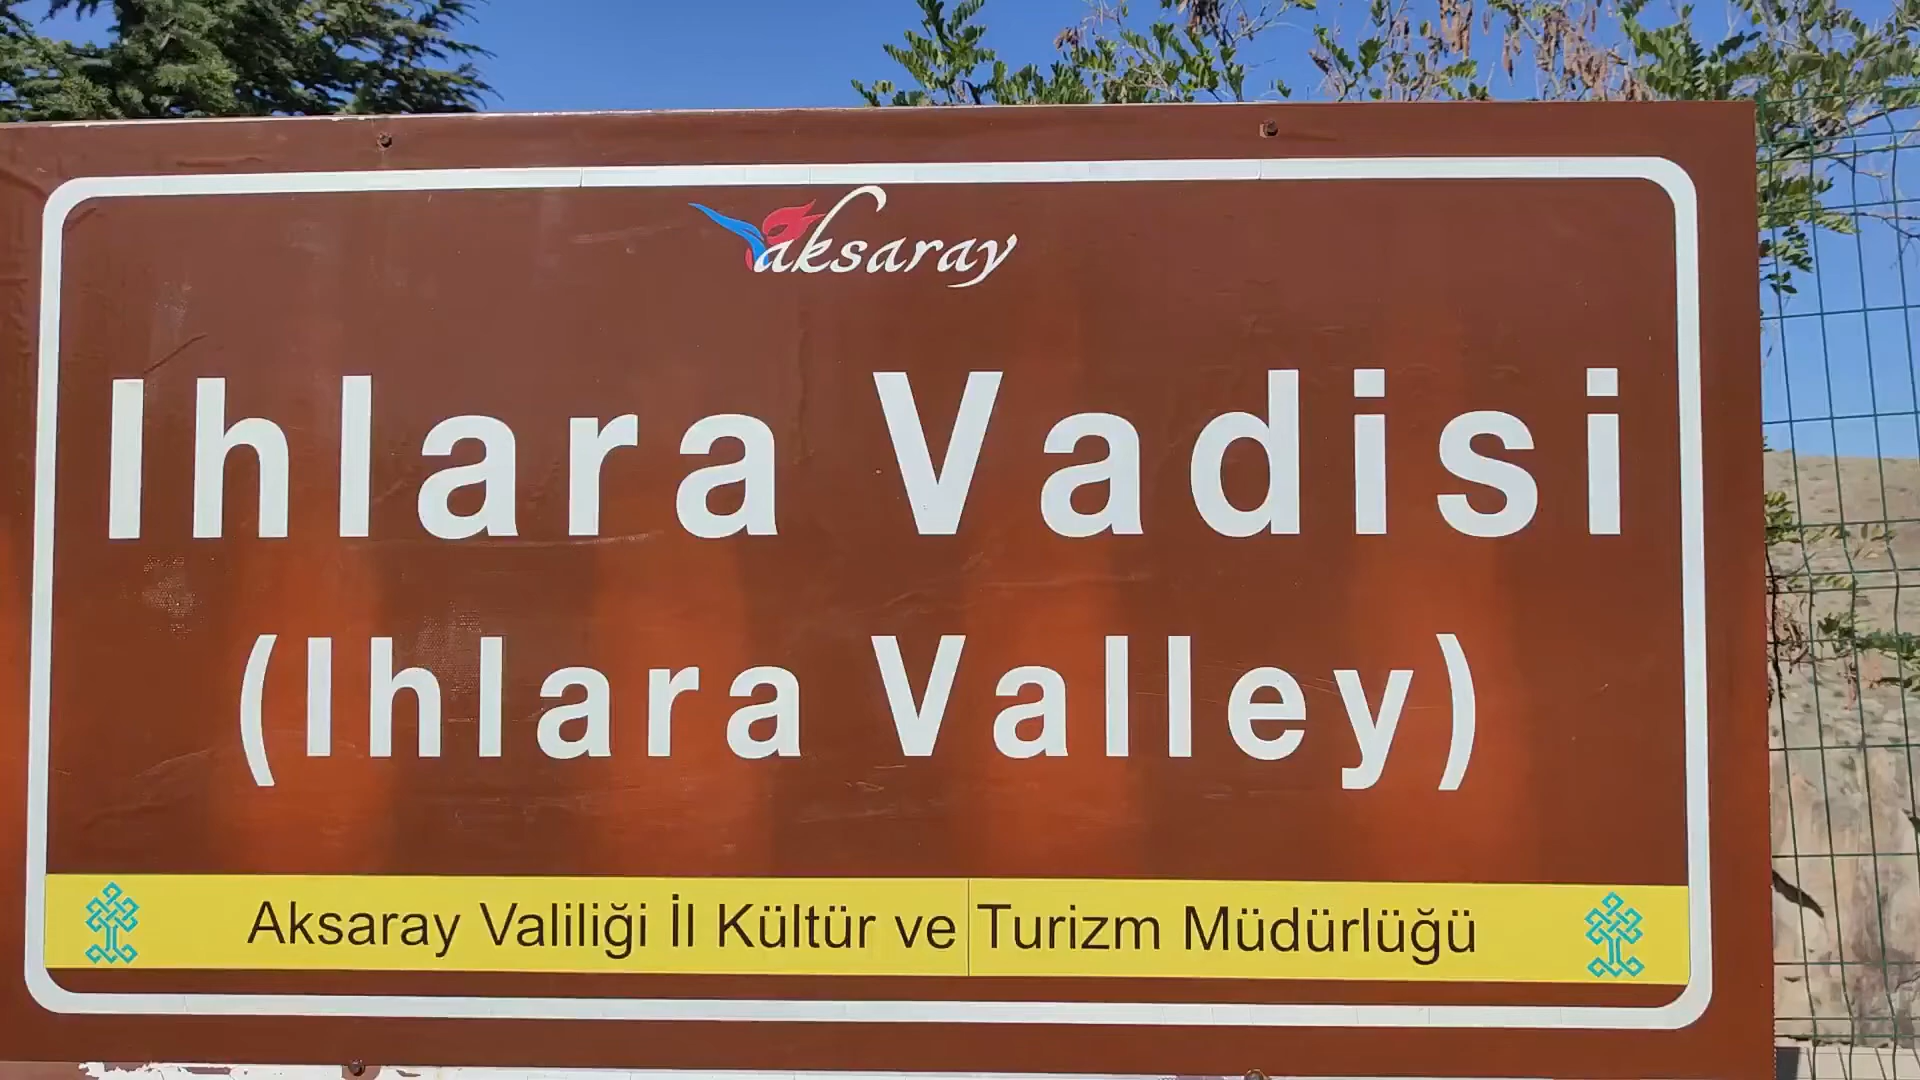 aksaray
Ihlara Vadisi
(Ihlara Valley)
Aksaray Valiliği İl Kültür ve Turizm Müdürlüğü